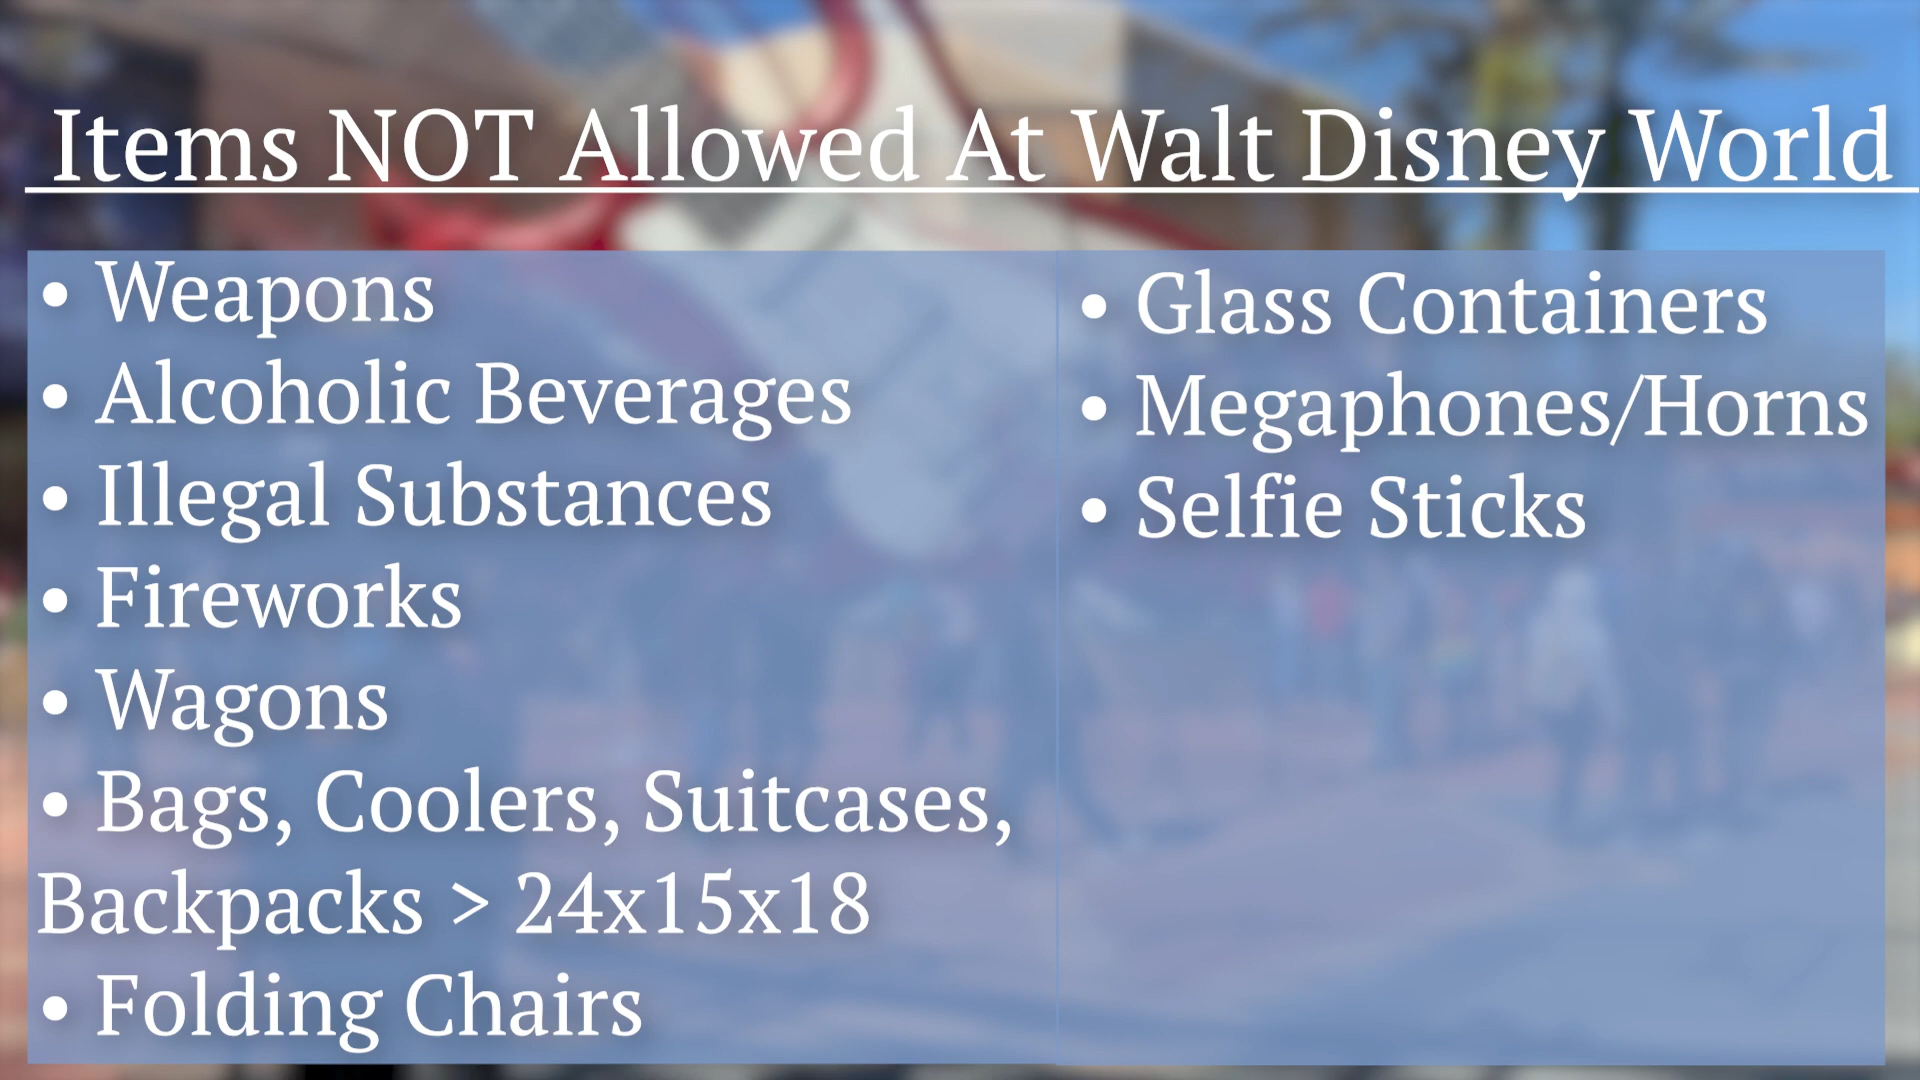 Items NOT Allowed At Walt Disney World
• Weapons
• Alcoholic Beverages
• Illegal Substances
• Fireworks
• Wagons
• Bags, Coolers, Suitcases,
Backpacks > 24x15x18
• Folding Chairs
• Glass Containers
• Megaphones/Horns
• Selfie Sticks